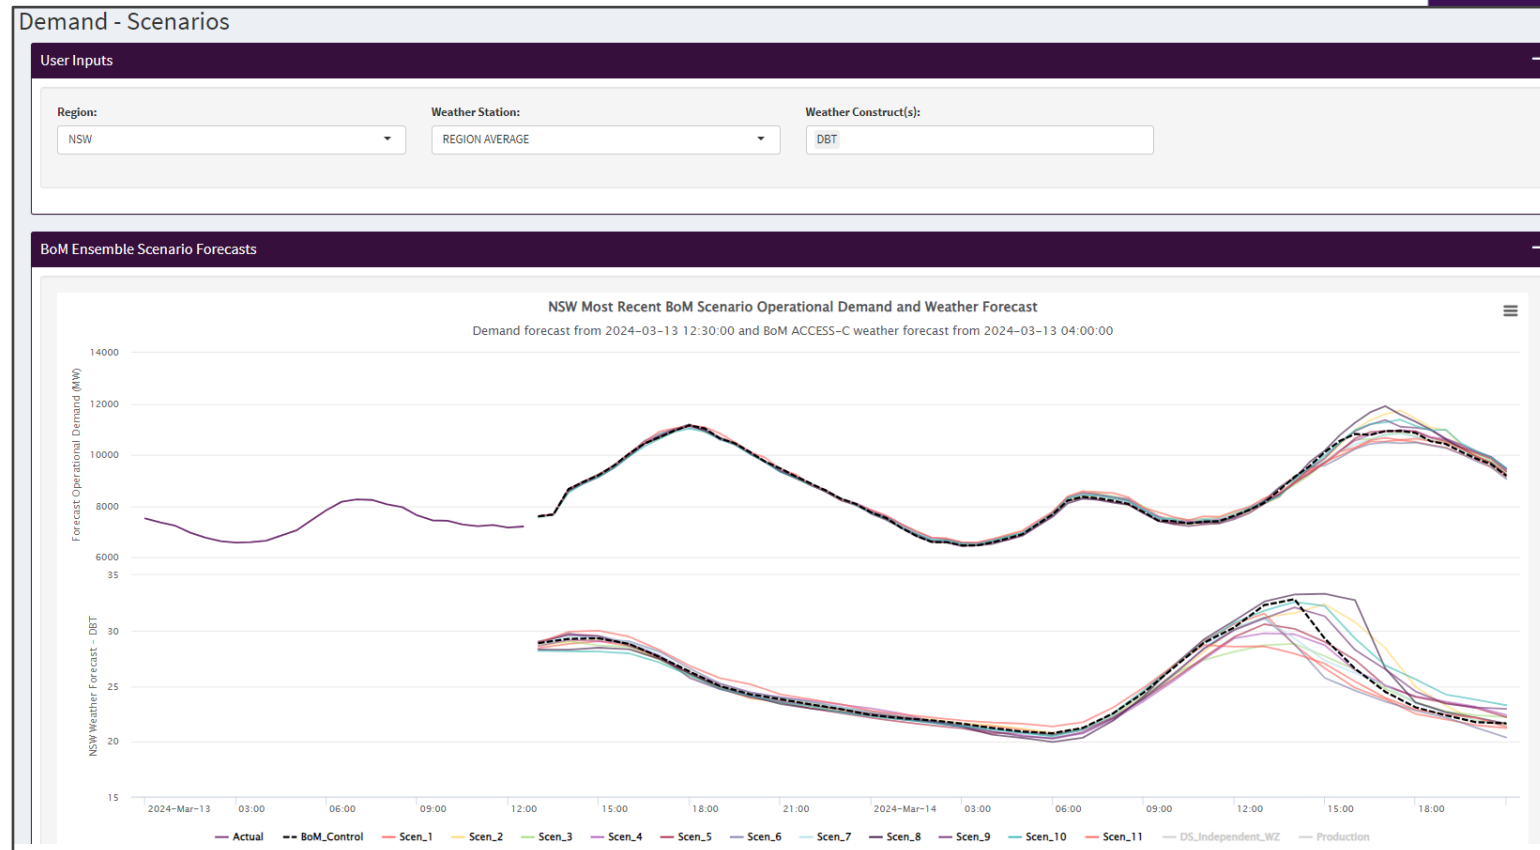 Demand - Scenarios
User Inputs
Region:
Weather Station:
Weather Construct(s):
NSW
REGION AVERAGE
DBT
BoM Ensemble Scenario Forecasts
NSW Most Recent BoM Scenario Operational Demand and Weather Forecast
Demand forecast from 2024-03-13 12:30:00 and BoM ACCESS-C weather forecast from 2024-03-13 04:00:00
Forecast Operational Demand (MW)
14000
12000
10000
8000
6000
NSW Weather Forecast - DBT
35
30
25
20
15
2024-Mar-13 03:00 06:00 09:00 12:00 15:00 18:00 21:00 2024-Mar-14 03:00 06:00 09:00 12:00 15:00 18:00
Actual BoM_Control Scen_1 Scen_2 Scen_3 Scen_4 Scen_5 Scen_6 Scen_7 Scen_8 Scen_9 Scen_10 Scen_11 DS_Independent_WZ Production